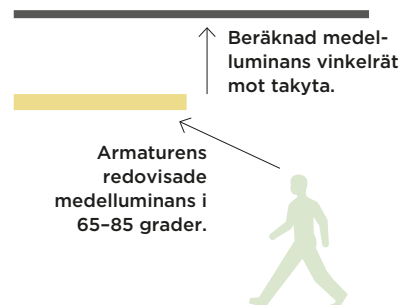 Beräknad medel-
luminans vinkelrät
mot takyta.
Armaturens
redovisade
medelluminans i
65–85 grader.